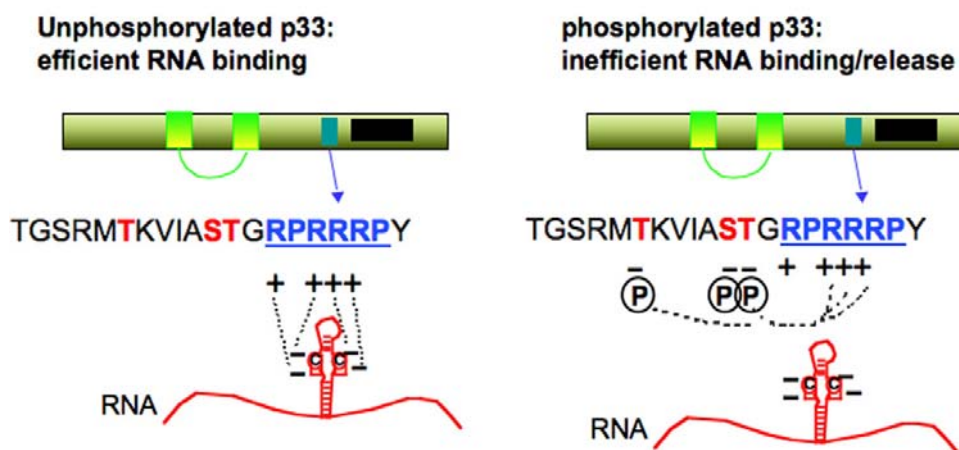 Unphosphorylated p33:
efficient RNA binding
TGSRMTKVIASTGRPRRRPY
+ +++
– –
– –
C C
RNA
phosphorylated p33:
inefficient RNA binding/release
TGSRMTKVIASTGRPRRRPY
– – – + +++
P P P
– –
– –
C C
RNA